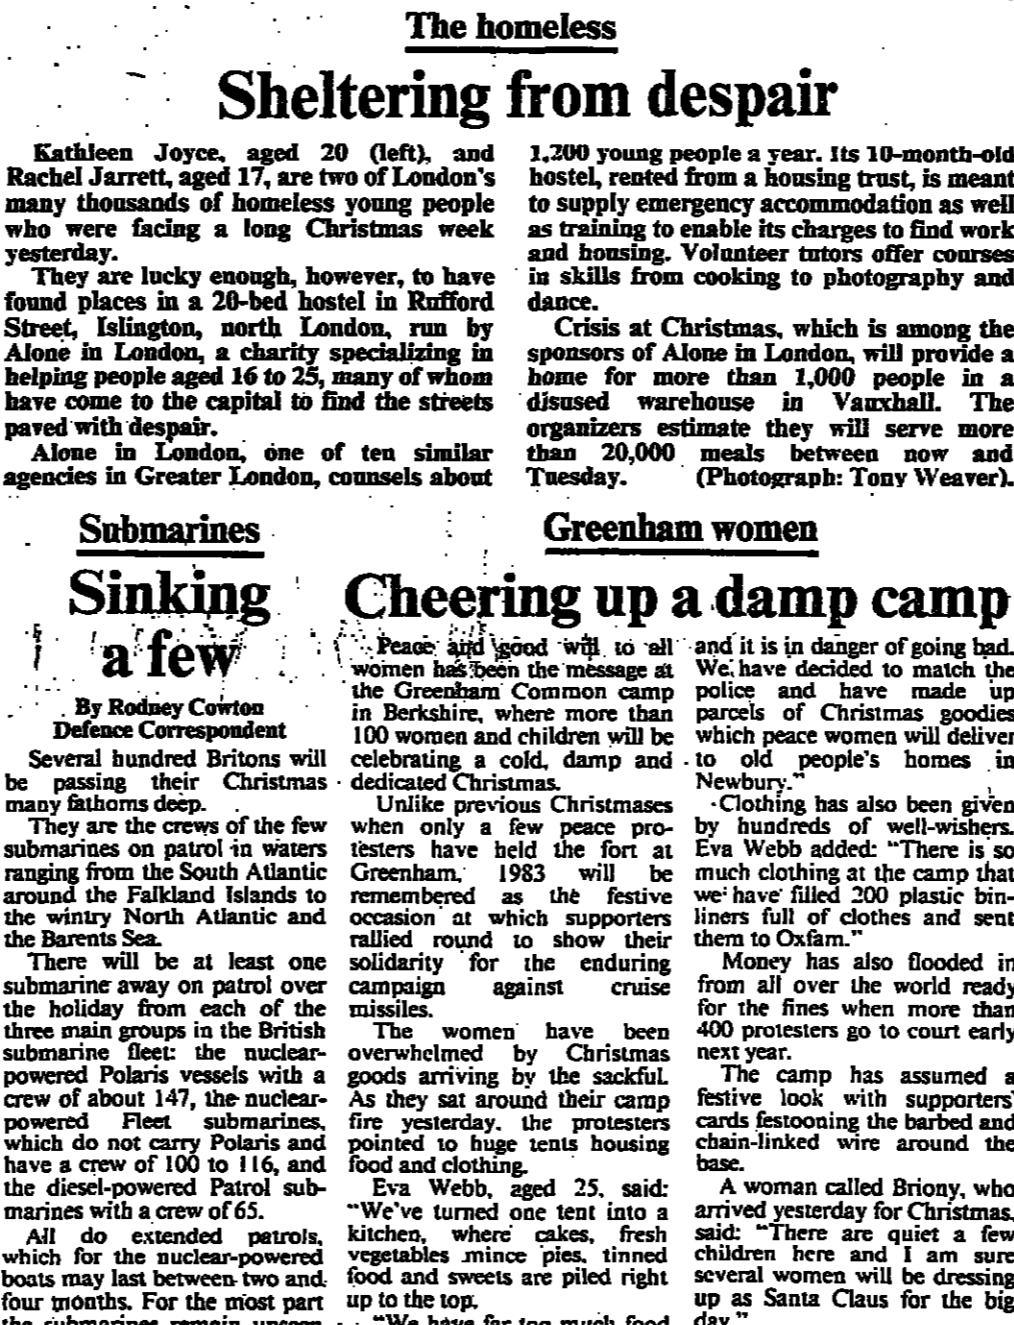 The homeless
Sheltering from despair
Kathleen Joyce, aged 20 (left), and
Rachel Jarrett, aged 17, are two of London's
many thousands of homeless young people
who were facing a long Christmas week
yesterday.
They are lucky enough, however, to have
found places in a 20-bed hostel in Rufford
Street, Islington, north London, run by
Alone in London, a charity specializing in
helping people aged 16 to 25, many of whom
have come to the capital to find the streets
paved with despair.
Alone in London, one of ten similar
agencies in Greater London, counsels about
1,200 young people a year. Its 10-month-old
hostel, rented from a housing trust, is meant
to supply emergency accommodation as well
as training to enable its charges to find work
and housing. Volunteer tutors offer courses
in skills from cooking to photography and
dance.
Crisis at Christmas, which is among the
sponsors of Alone in London, will provide a
home for more than 1,000 people in a
disused warehouse in Vauxhall. The
organizers estimate they will serve more
than 20,000 meals between now and
Tuesday. (Photograph: Tony Weaver).
Submarines
Sinking
a few
By Rodney Cowton
Defence Correspondent
Several hundred Britons will
be passing their Christmas
many fathoms deep.
They are the crews of the few
submarines on patrol in waters
ranging from the South Atlantic
around the Falkland Islands to
the wintry North Atlantic and
the Barents Sea.
There will be at least one
submarine away on patrol over
the holiday from each of the
three main groups in the British
submarine fleet: the nuclear-
powered Polaris vessels with a
crew of about 147, the nuclear-
powered Fleet submarines,
which do not carry Polaris and
have a crew of 100 to 116, and
the diesel-powered Patrol sub-
marines with a crew of 65.
All do extended patrols,
which for the nuclear-powered
boats may last between two and
four months. For the most part
the submarines remain unseen
Greenham women
Cheering up a damp camp
Peace and good will to all
women has been the message at
the Greenham Common camp
in Berkshire, where more than
100 women and children will be
celebrating a cold, damp and
dedicated Christmas.
Unlike previous Christmases
when only a few peace pro-
testers have held the fort at
Greenham, 1983 will be
remembered as the festive
occasion at which supporters
rallied round to show their
solidarity for the enduring
campaign against cruise
missiles.
The women have been
overwhelmed by Christmas
goods arriving by the sackful.
As they sat around their camp
fire yesterday, the protesters
pointed to huge tents housing
food and clothing.
Eva Webb, aged 25, said:
"We've turned one tent into a
kitchen, where cakes, fresh
vegetables mince pies, tinned
food and sweets are piled right
up to the top.
"We have far too much food
and it is in danger of going bad.
We have decided to match the
police and have made up
parcels of Christmas goodies
which peace women will deliver
to old people's homes in
Newbury."
Clothing has also been given
by hundreds of well-wishers.
Eva Webb added: "There is so
much clothing at the camp that
we have filled 200 plastic bin-
liners full of clothes and sent
them to Oxfam."
Money has also flooded in
from all over the world ready
for the fines when more than
400 protesters go to court early
next year.
The camp has assumed a
festive look with supporters'
cards festooning the barbed and
chain-linked wire around the
base.
A woman called Briony, who
arrived yesterday for Christmas,
said: "There are quiet a few
children here and I am sure
several women will be dressing
up as Santa Claus for the big
day."